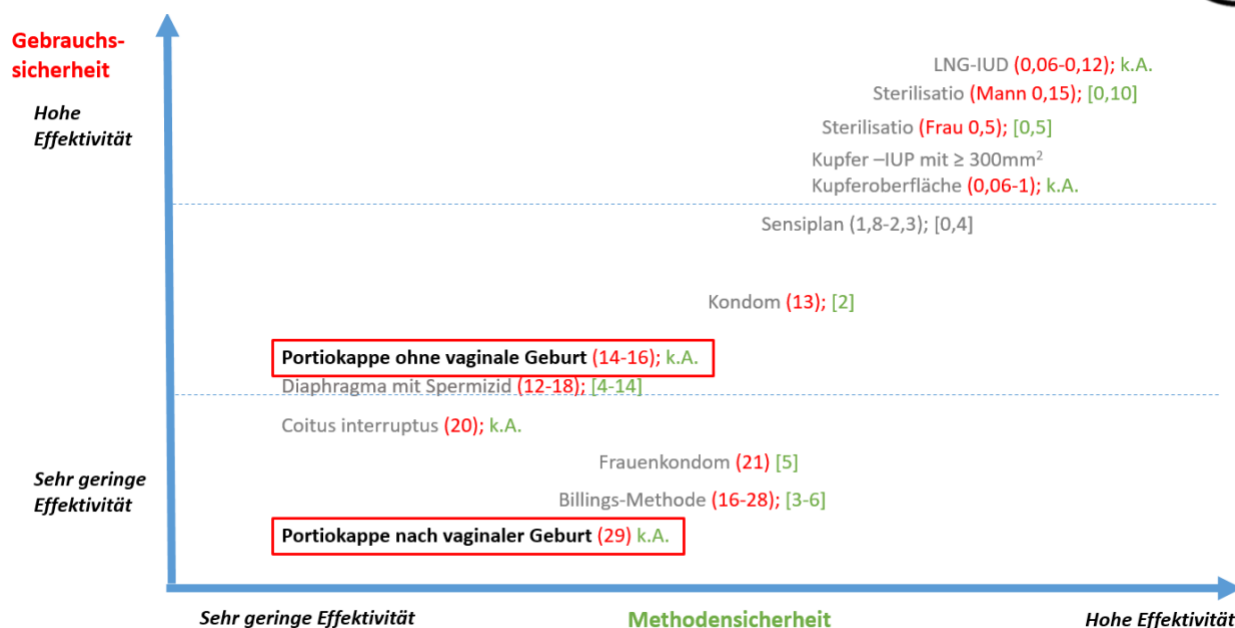 Gebrauchs-
sicherheit
Hohe
Effektivität
LNG-IUD (0,06-0,12); k.A.
Sterilisatio (Mann 0,15); [0,10]
Sterilisatio (Frau 0,5); [0,5]
Kupfer –IUP mit ≥ 300mm²
Kupferoberfläche (0,06-1); k.A.
Sensiplan (1,8-2,3); [0,4]
Kondom (13); [2]
Portiokappe ohne vaginale Geburt (14-16); k.A.
Diaphragma mit Spermizid (12-18); [4-14]
Coitus interruptus (20); k.A.
Frauenkondom (21) [5]
Sehr geringe
Effektivität
Billings-Methode (16-28); [3-6]
Portiokappe nach vaginaler Geburt (29) k.A.
Sehr geringe Effektivität
Methodensicherheit
Hohe Effektivität